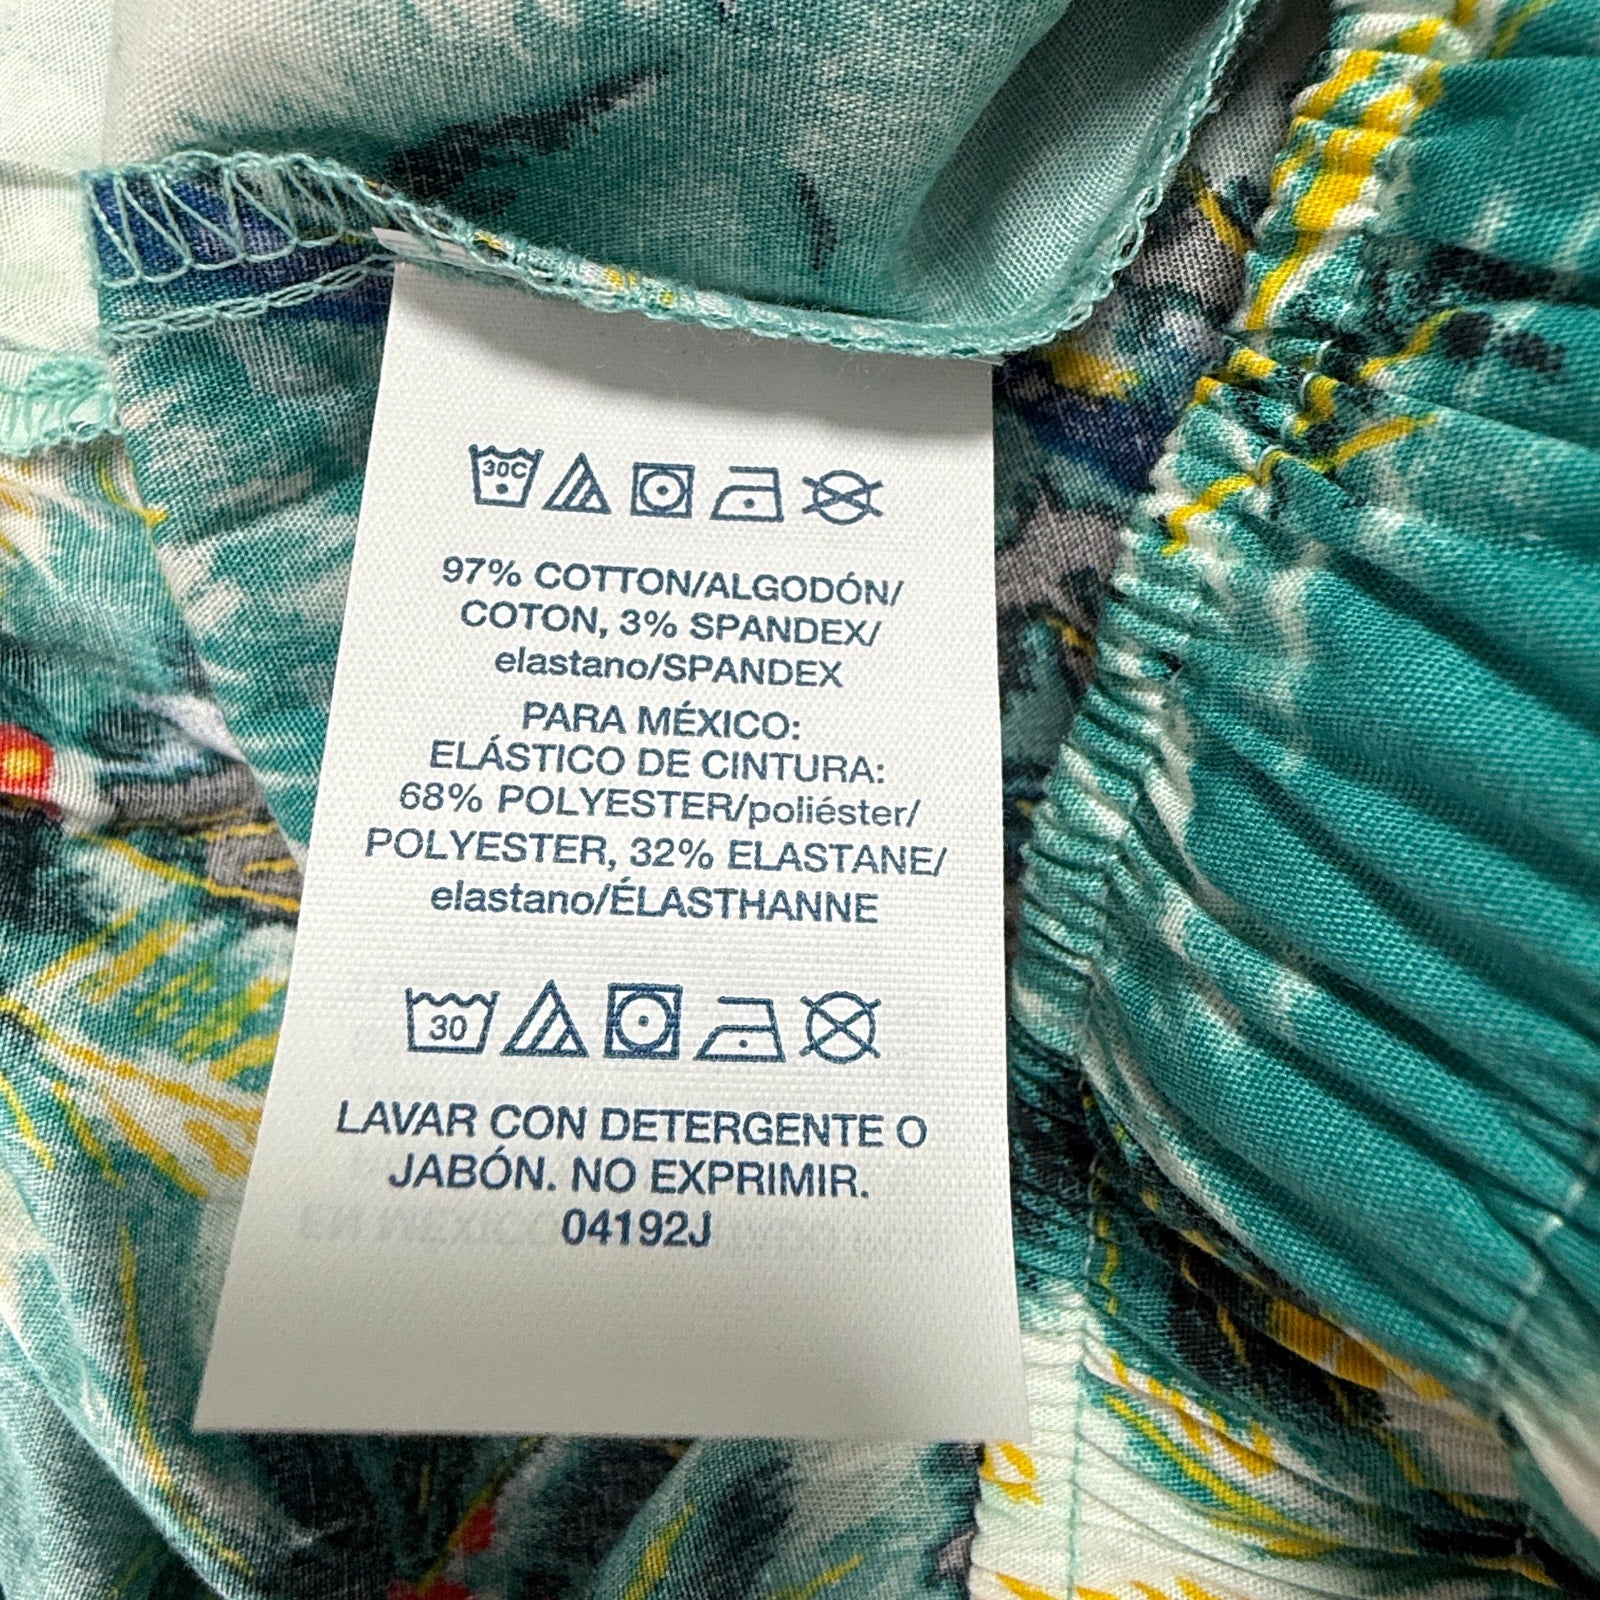 30C
97% COTTON/ALGODÓN/
COTON, 3% SPANDEX/
elastano/SPANDEX
PARA MÉXICO:
ELÁSTICO DE CINTURA:
68% POLYESTER/poliéster/
POLYESTER, 32% ELASTANE/
elastano/ÉLASTHANNE
30
LAVAR CON DETERGENTE O
JABÓN. NO EXPRIMIR.
04192J